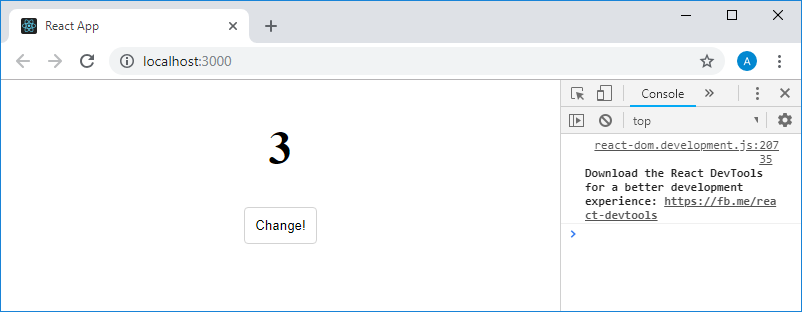 React App
localhost:3000
A
3
Change!
Console
top
react-dom.development.js:207
35
Download the React DevTools
for a better development
experience: https://fb.me/rea
ct-devtools